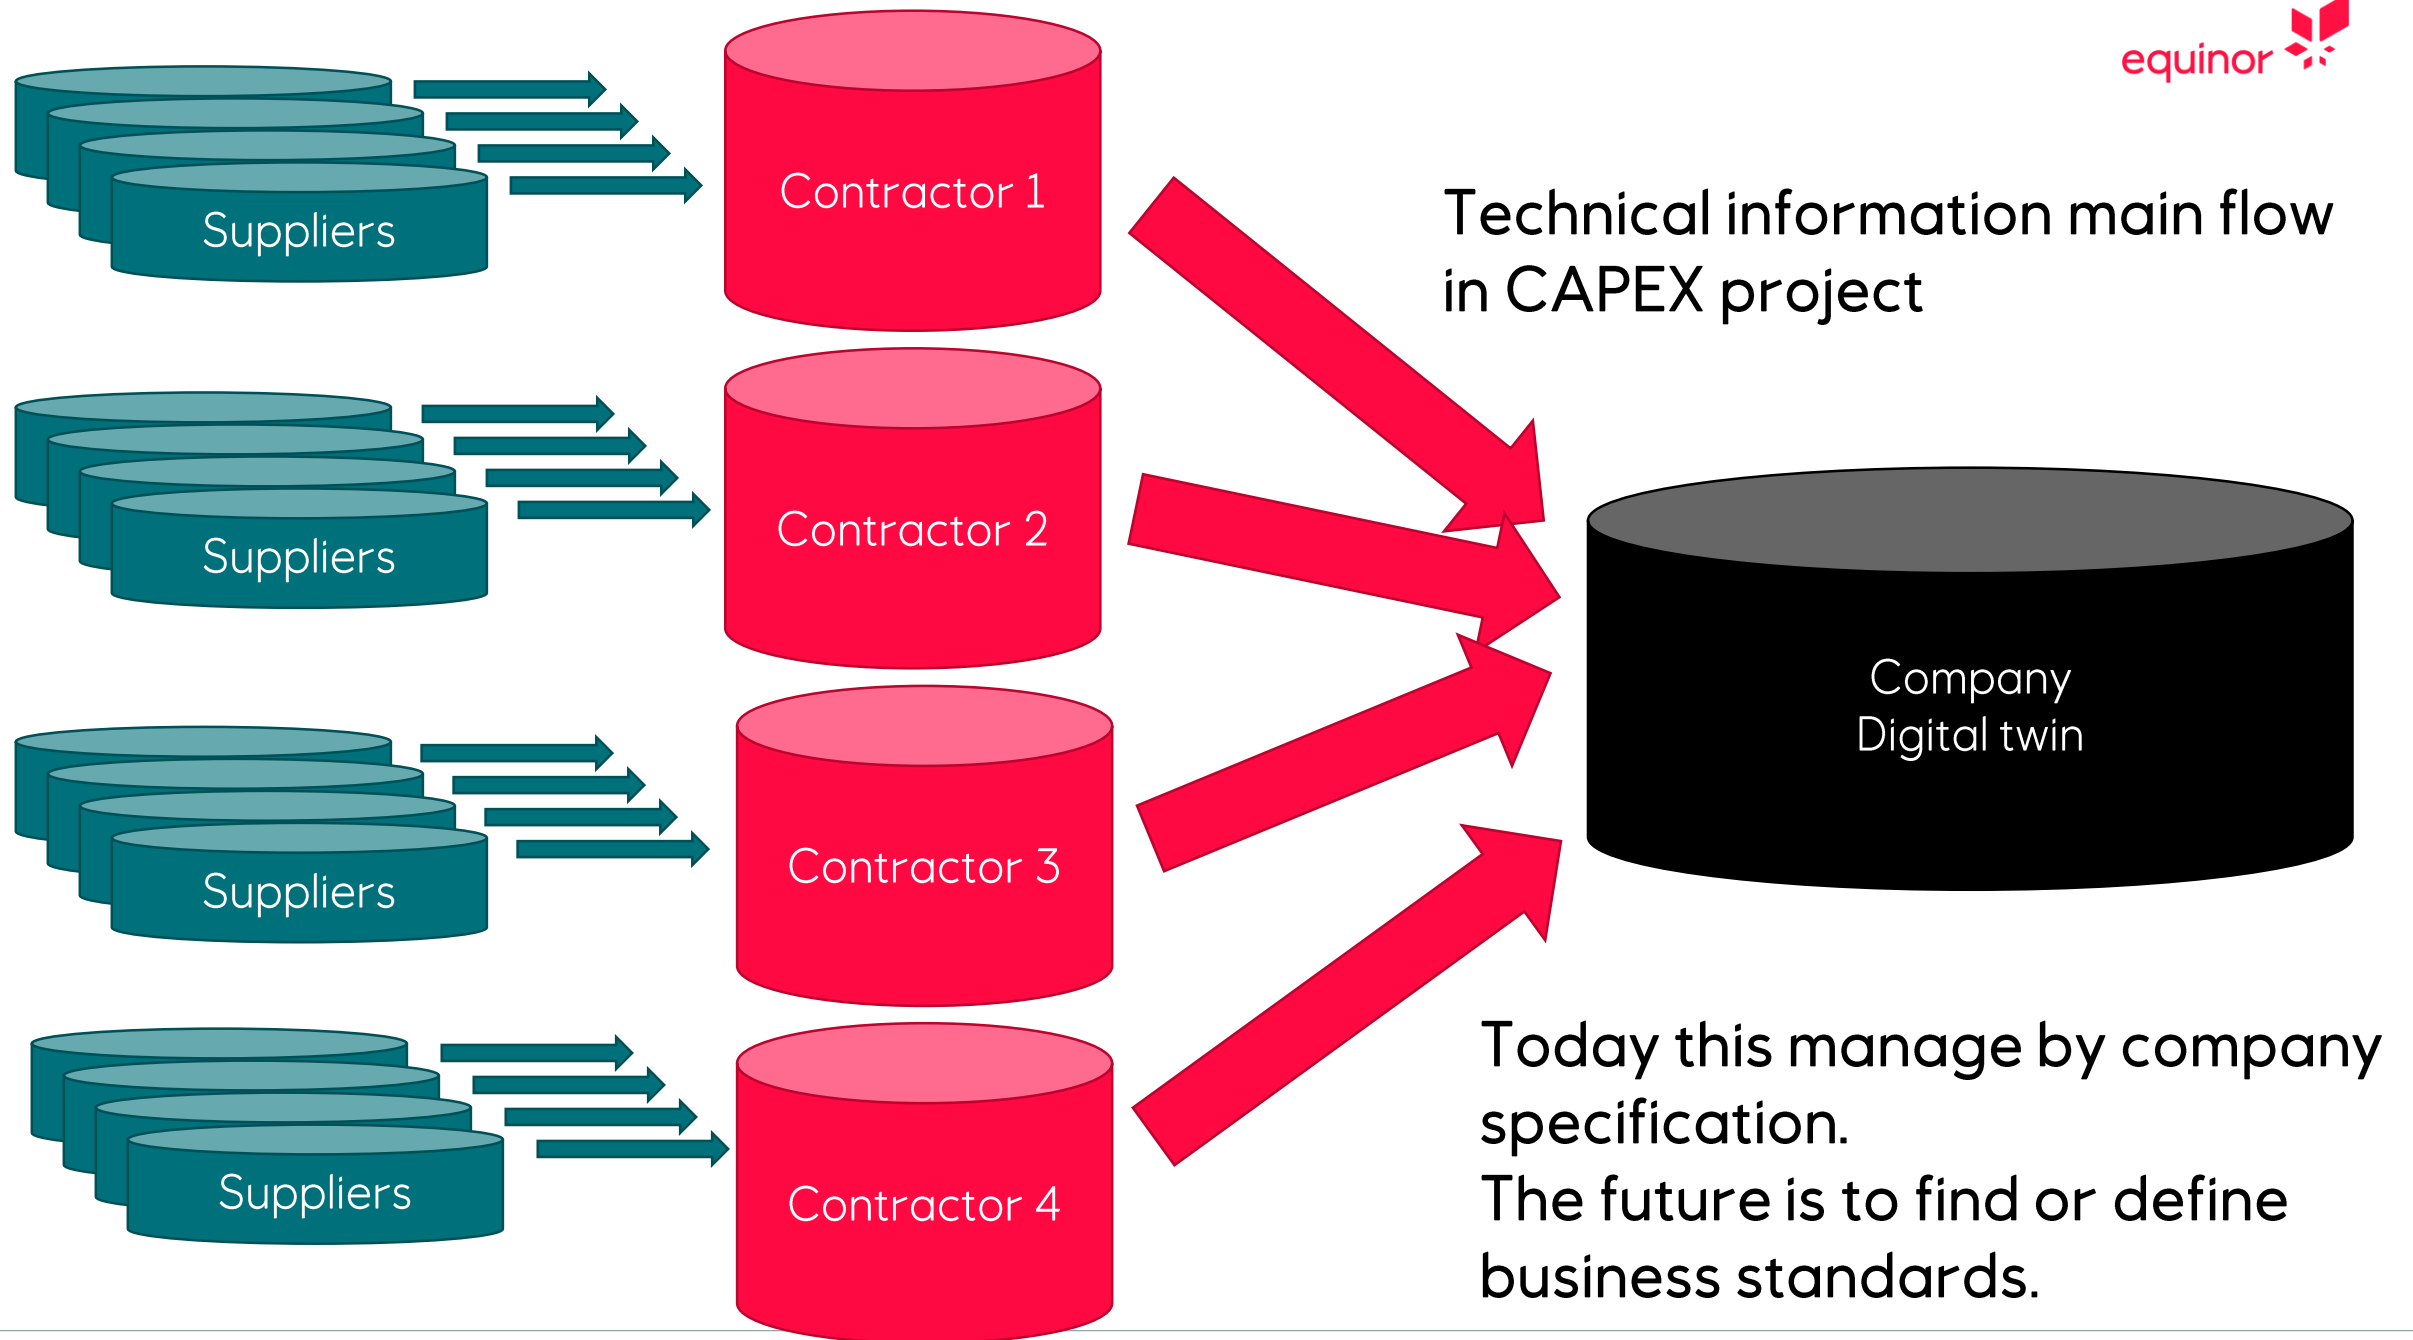 equinor
Technical information main flow
in CAPEX project
Suppliers
Contractor 1
Suppliers
Contractor 2
Company
Digital twin
Suppliers
Contractor 3
Suppliers
Contractor 4
Today this manage by company
specification.
The future is to find or define
business standards.